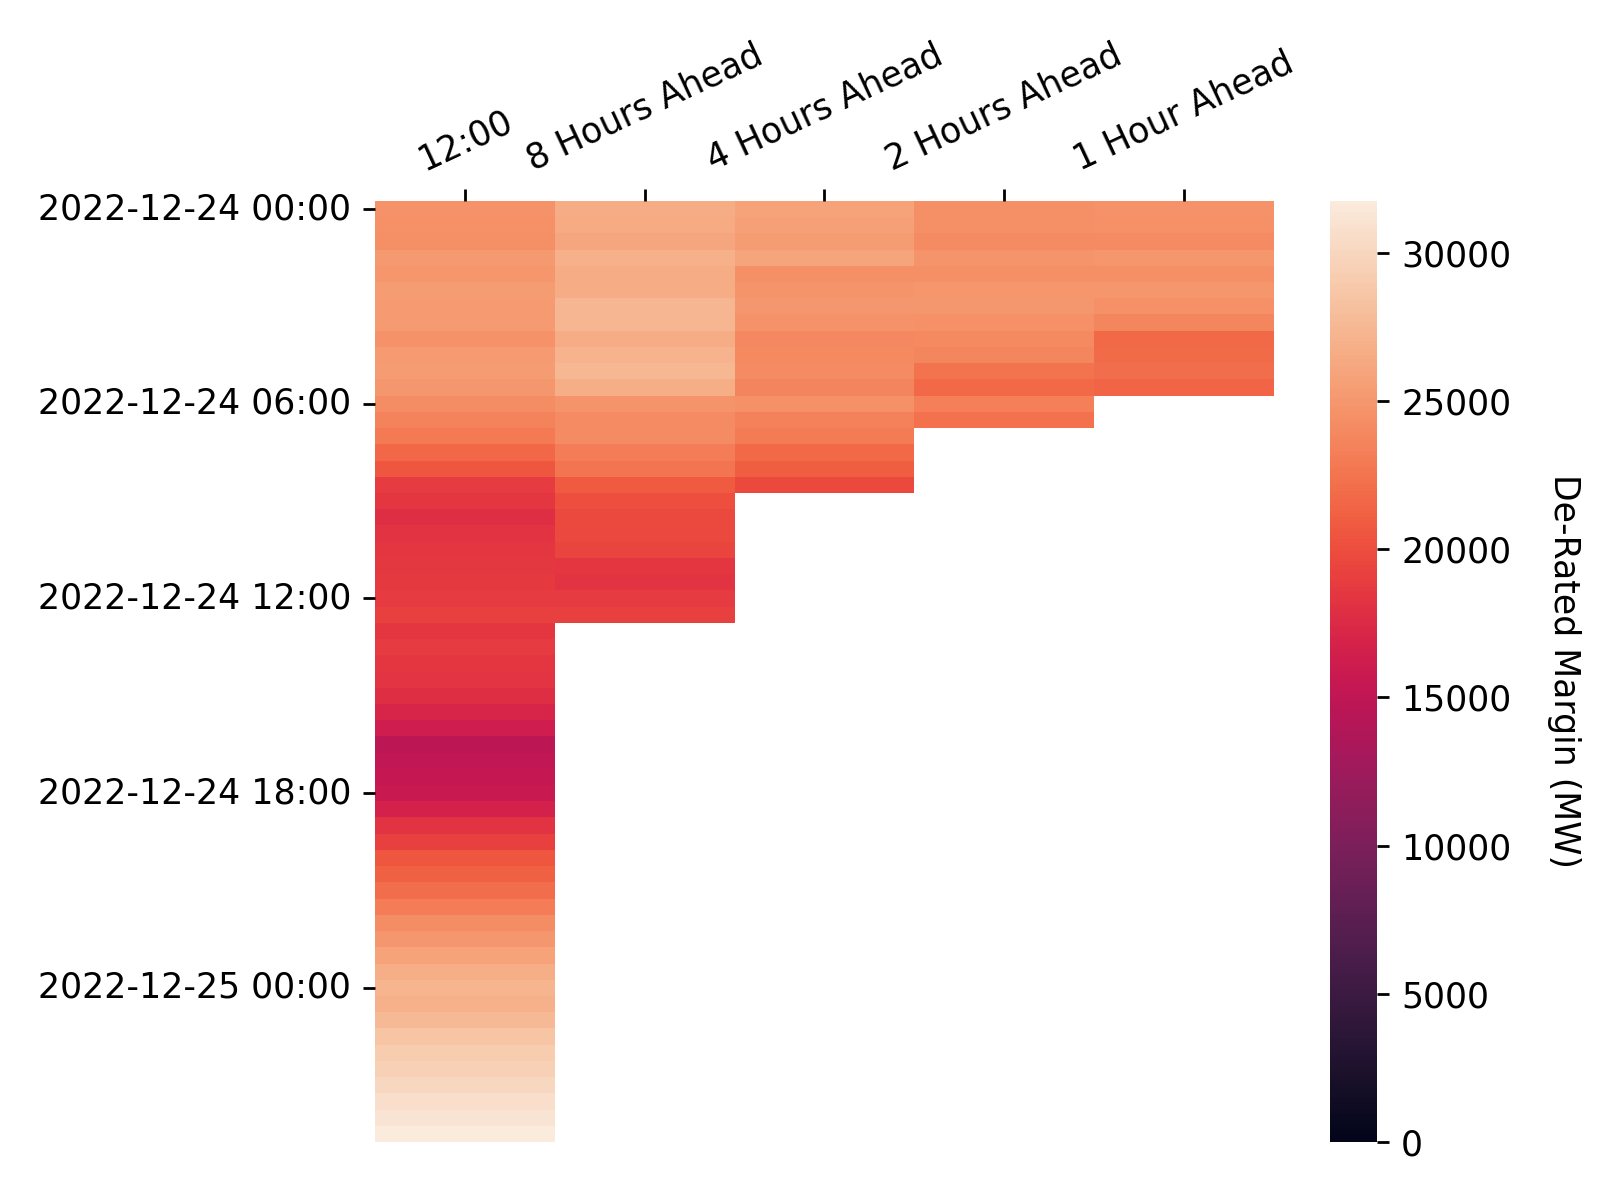 12:00
8 Hours Ahead
4 Hours Ahead
2 Hours Ahead
1 Hour Ahead
2022-12-24 00:00
2022-12-24 06:00
2022-12-24 12:00
2022-12-24 18:00
2022-12-25 00:00
30000
25000
20000
15000
10000
5000
0
De-Rated Margin (MW)